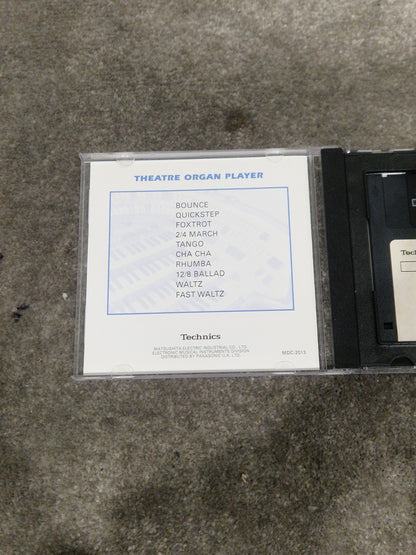 THEATRE ORGAN PLAYER
BOUNCE
QUICKSTEP
FOXTROT
2/4 MARCH
TANGO
CHA CHA
RHUMBA
12/8 BALLAD
WALTZ
FAST WALTZ
Technics
MATSUSHITA ELECTRIC INDUSTRIAL CO., LTD.
ELECTRONIC MUSICAL INSTRUMENTS DIVISION
DISTRIBUTED BY PANASONIC U.K. LTD.
MDC-2013